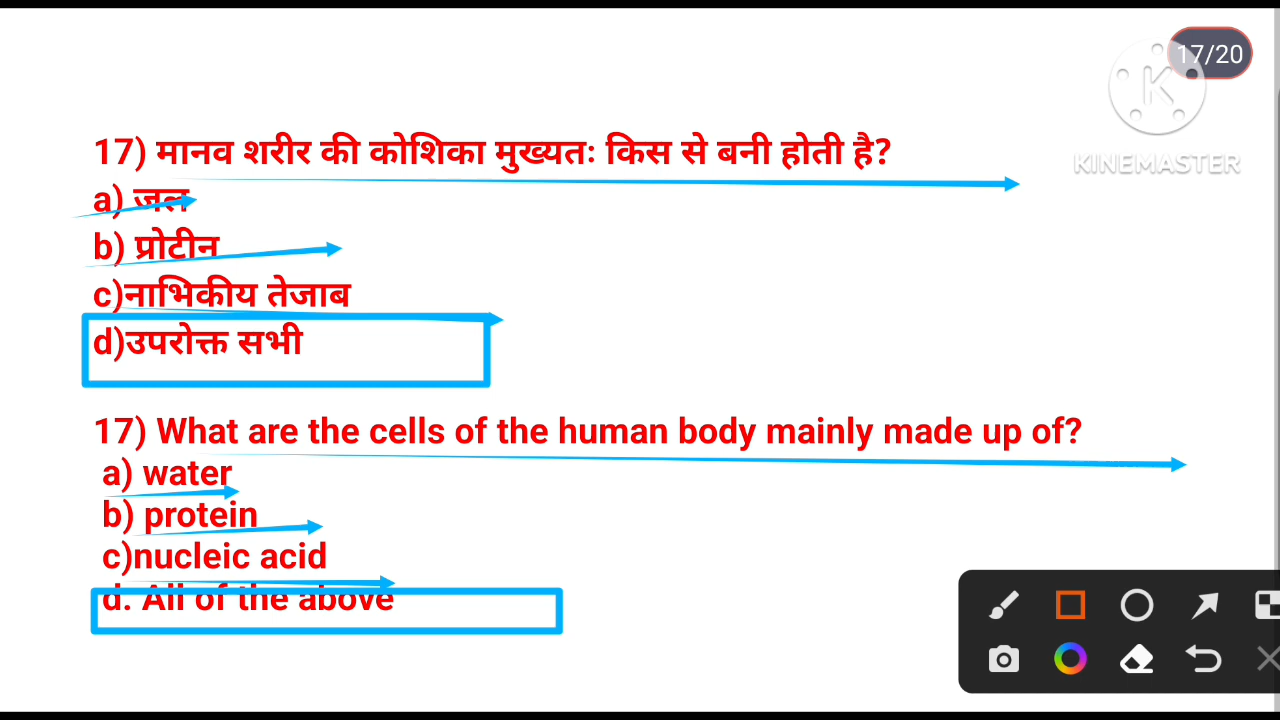 17/20
KINEMASTER
17) मानव शरीर की कोशिका मुख्यतः किस से बनी होती है?
a) जल
b) प्रोटीन
c)नाभिकीय तेजाब
d)उपरोक्त सभी
17) What are the cells of the human body mainly made up of?
a) water
b) protein
c)nucleic acid
d. All of the above